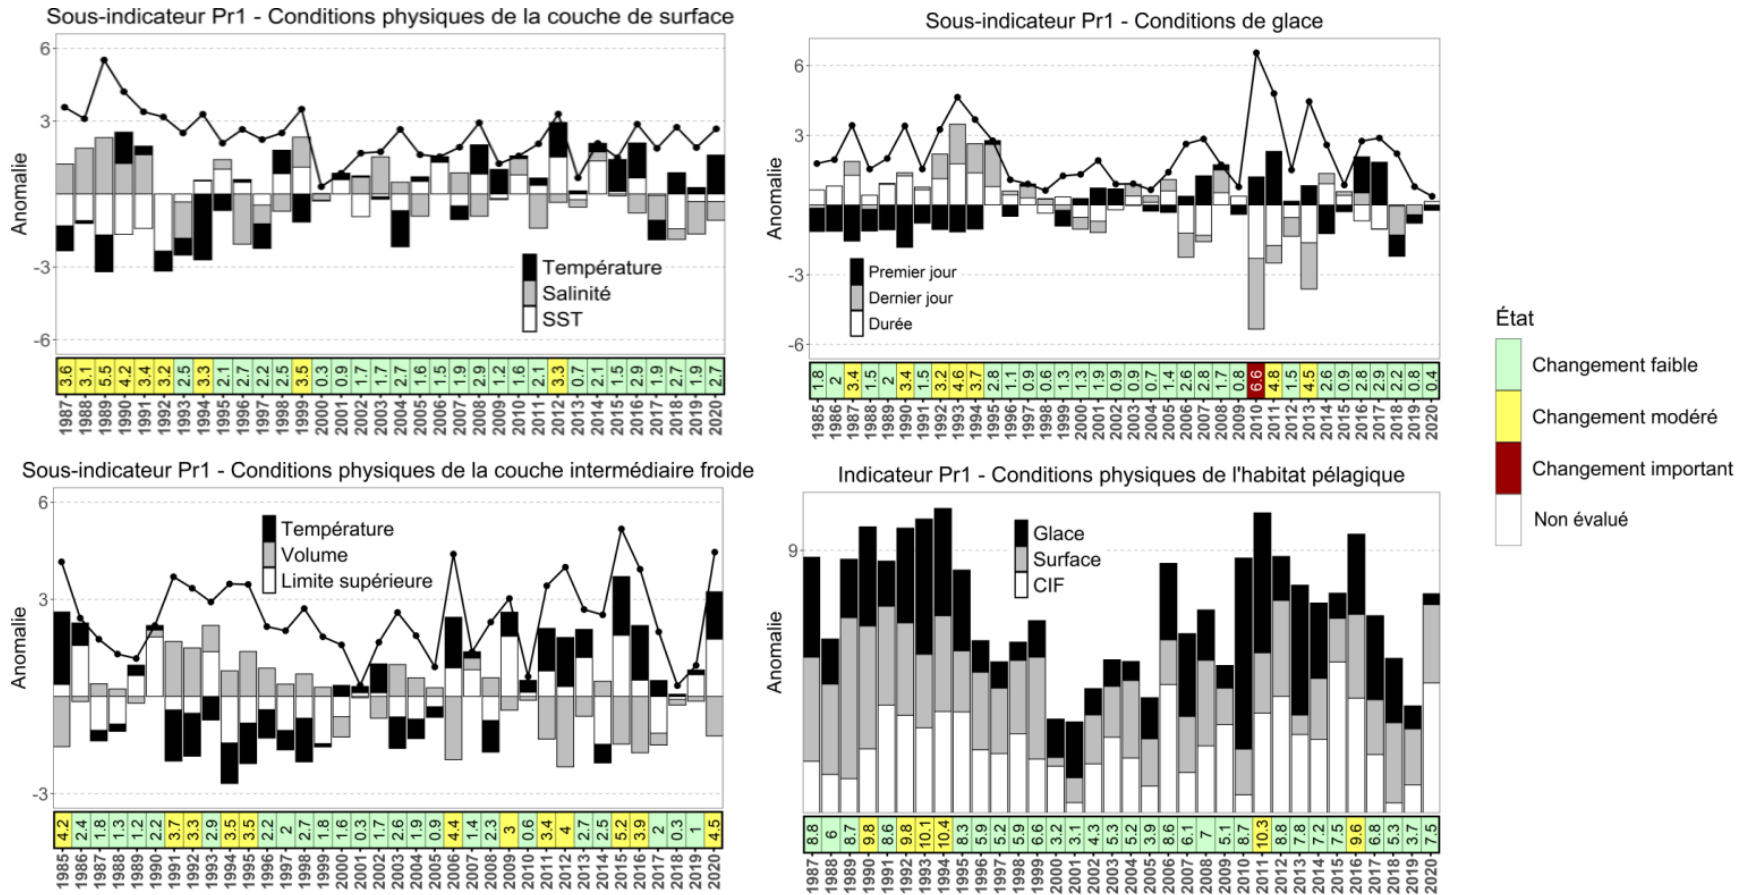 Sous-indicateur Pr1 - Conditions physiques de la couche de surface
6
3
-3
-6
Anomalie
Température
Salinité
SST
3.6 3.1 5.5 4.2 3.4 3.2 2.5 3.3 2.1 2.7 2.2 2.5 3.5 0.3 0.9 1.7 1.7 2.7 1.6 1.5 1.9 2.9 1.2 1.6 2.1 3.3 0.7 2.1 1.5 2.9 1.9 2.7 1.9 2.7
1987 1988 1989 1990 1991 1992 1993 1994 1995 1996 1997 1998 1999 2000 2001 2002 2003 2004 2005 2006 2007 2008 2009 2010 2011 2012 2013 2014 2015 2016 2017 2018 2019 2020
Sous-indicateur Pr1 - Conditions de glace
6
3
-3
-6
Anomalie
Premier jour
Dernier jour
Durée
1.8 2 3.4 1.5 2 3.4 1.5 3.2 4.6 3.7 2.8 1.1 0.9 0.6 1.3 1.3 1.9 0.9 0.9 0.7 1.4 2.6 2.8 1.7 0.8 6.6 4.8 1.5 4.5 2.6 0.9 2.8 2.9 2.2 0.8 0.4
1985 1986 1987 1988 1989 1990 1991 1992 1993 1994 1995 1996 1997 1998 1999 2000 2001 2002 2003 2004 2005 2006 2007 2008 2009 2010 2011 2012 2013 2014 2015 2016 2017 2018 2019 2020
Sous-indicateur Pr1 - Conditions physiques de la couche intermédiaire froide
6
3
-3
Anomalie
Température
Volume
Limite supérieure
4.2 2.4 1.8 1.3 1.2 2.2 3.7 3.3 2.9 3.5 3.5 2.2 2 2.7 1.8 1.6 0.3 1.7 2.6 1.9 0.9 4.4 1.4 2.3 3 0.6 3.4 4 2.7 2.5 5.2 3.9 2 0.3 1 4.5
1985 1986 1987 1988 1989 1990 1991 1992 1993 1994 1995 1996 1997 1998 1999 2000 2001 2002 2003 2004 2005 2006 2007 2008 2009 2010 2011 2012 2013 2014 2015 2016 2017 2018 2019 2020
Indicateur Pr1 - Conditions physiques de l'habitat pélagique
9
Anomalie
Glace
Surface
CIF
8.8 6 8.7 9.8 8.6 9.8 10.1 10.4 8.3 5.9 5.2 5.9 6.6 3.2 3.1 4.3 5.3 5.2 3.9 8.6 6.1 7 5.1 8.7 10.3 8.8 7.8 7.2 7.5 9.6 6.8 5.3 3.7 7.5
1987 1988 1989 1990 1991 1992 1993 1994 1995 1996 1997 1998 1999 2000 2001 2002 2003 2004 2005 2006 2007 2008 2009 2010 2011 2012 2013 2014 2015 2016 2017 2018 2019 2020
État
Changement faible
Changement modéré
Changement important
Non évalué